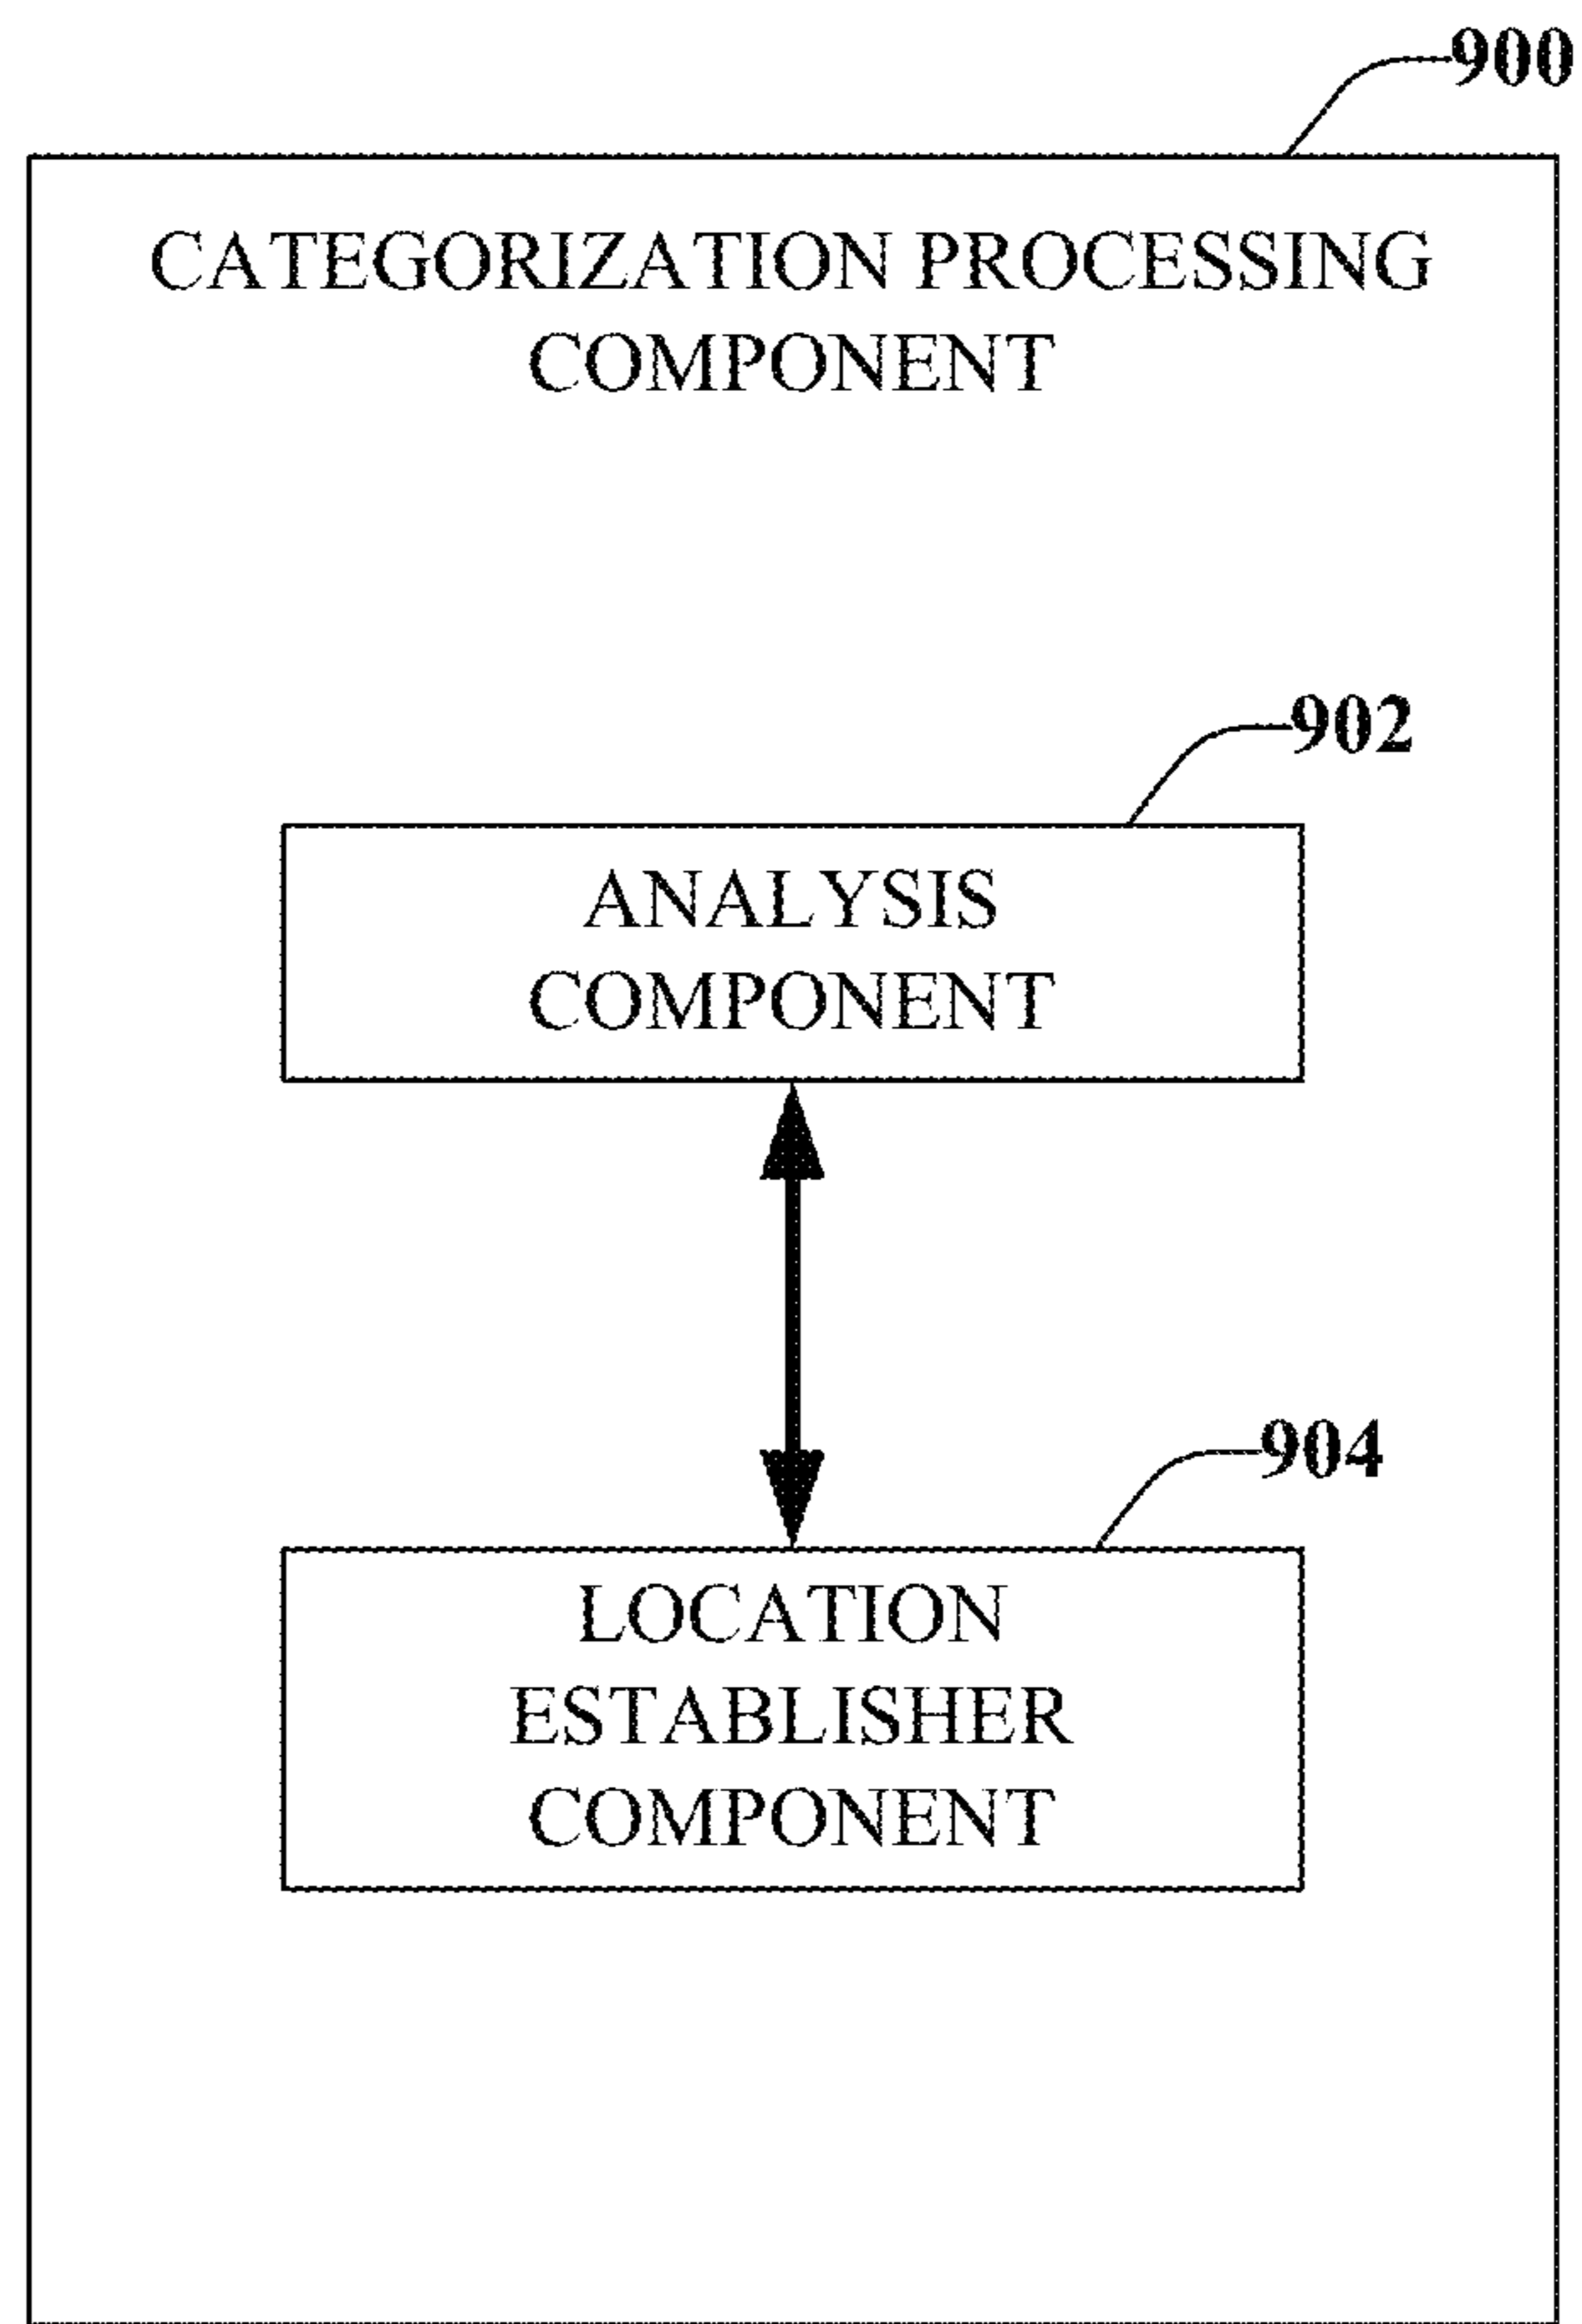 900
CATEGORIZATION PROCESSING
COMPONENT
902
ANALYSIS
COMPONENT
904
LOCATION
ESTABLISHER
COMPONENT